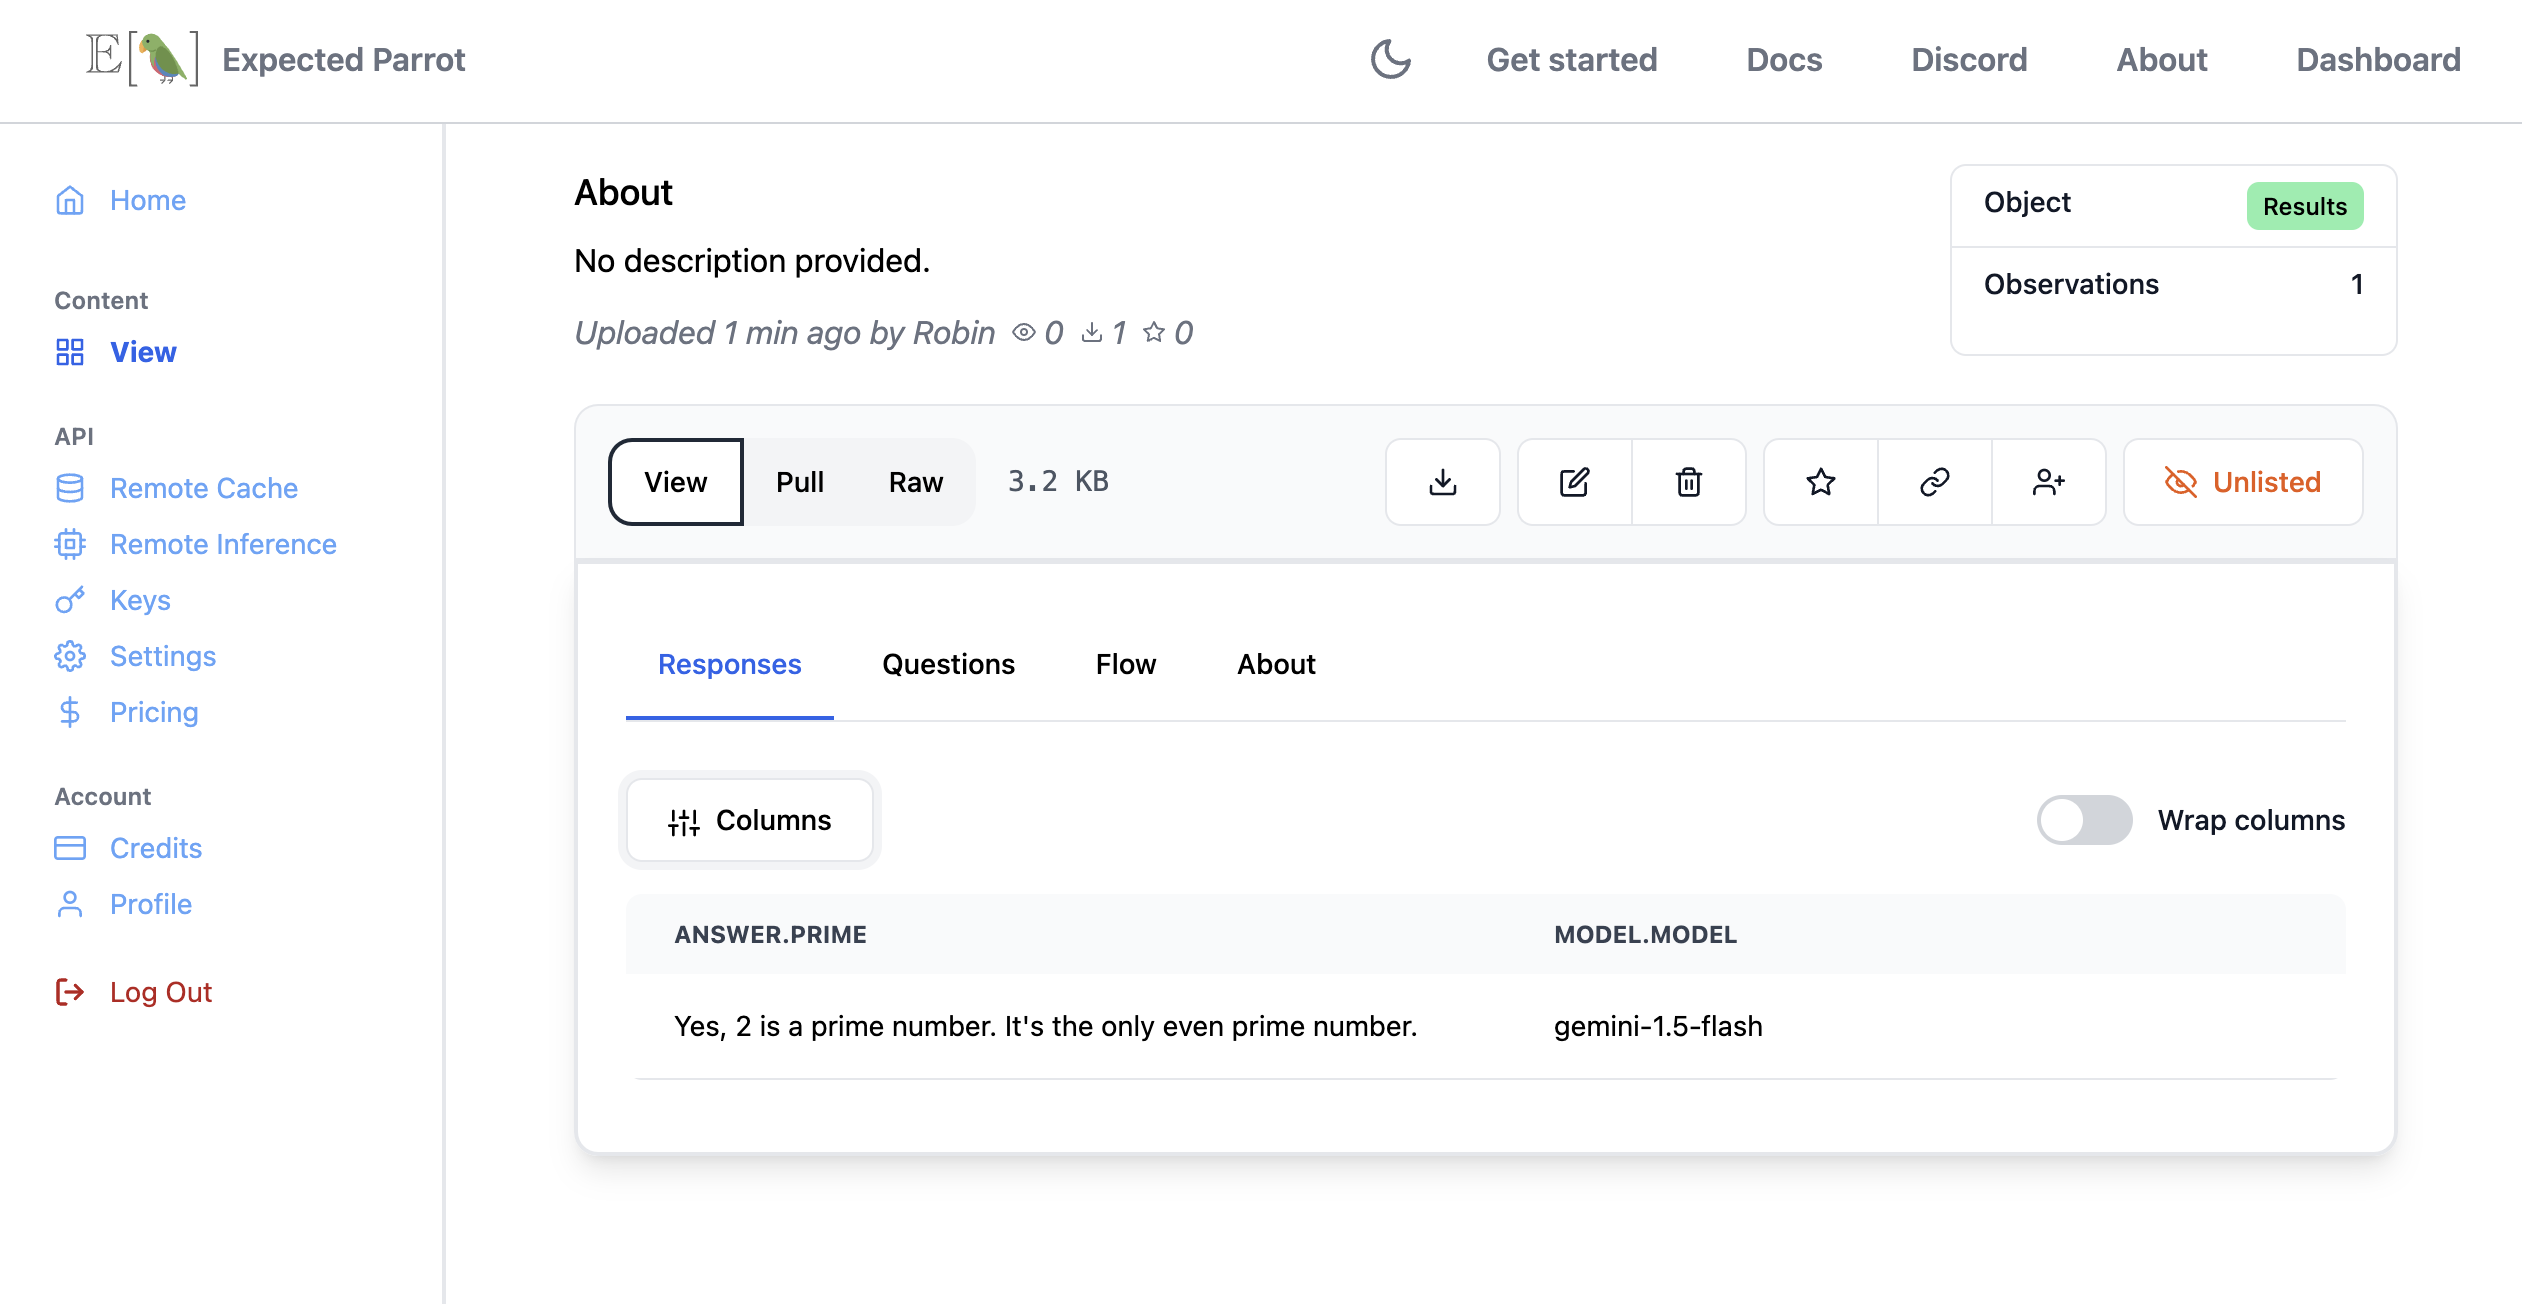 E[ ] Expected Parrot
Get started Docs Discord About Dashboard
Home
Content
View
API
Remote Cache
Remote Inference
Keys
Settings
Pricing
Account
Credits
Profile
Log Out
About
No description provided.
Uploaded 1 min ago by Robin 0 1 0
Object Results
Observations 1
View Pull Raw 3.2 KB Unlisted
Responses Questions Flow About
Columns Wrap columns
ANSWER.PRIME MODEL.MODEL
Yes, 2 is a prime number. It's the only even prime number. gemini-1.5-flash